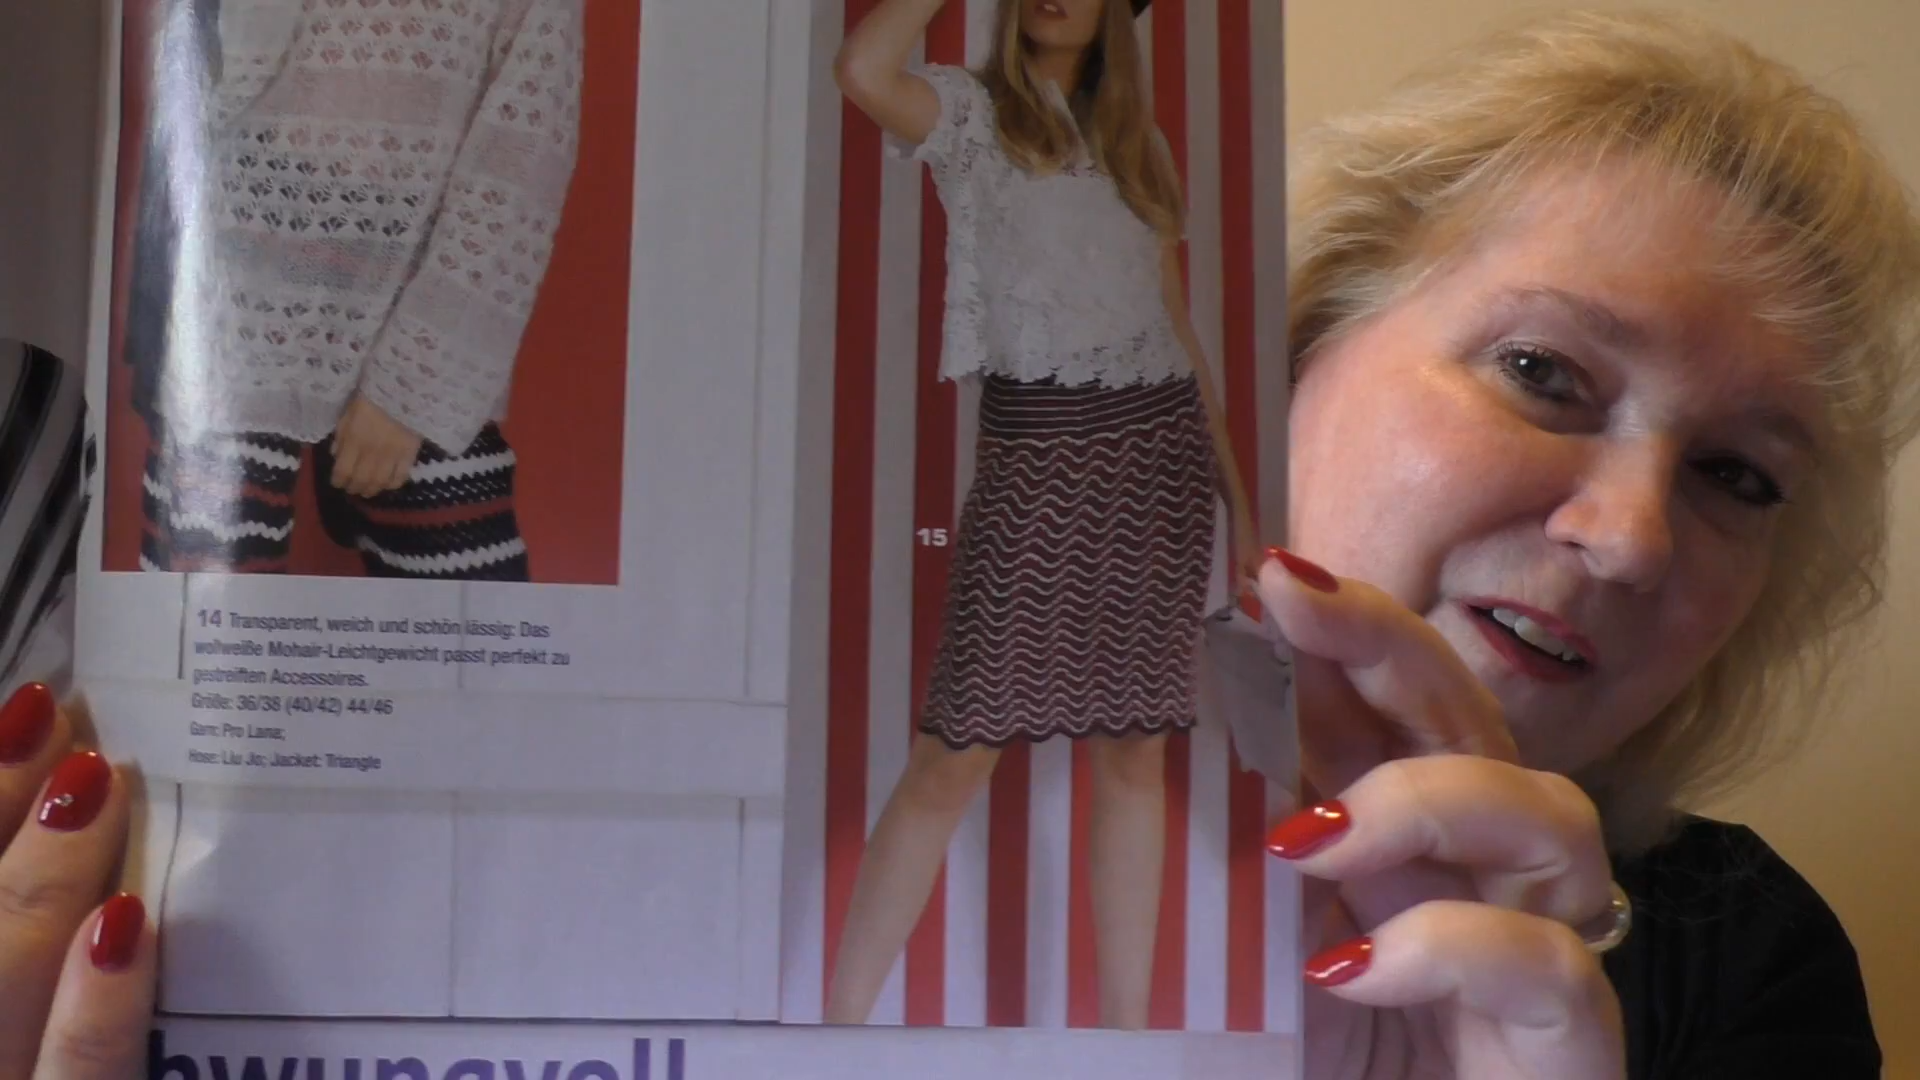 15
14 Transparent, weich und schön lässig: Das
wollweiße Mohair-Leichtgewicht passt perfekt zu
gestreiften Accessoires.
Größe: 36/38 (40/42) 44/46
Garn: Pro Lana;
Hose: Liu Jo; Jacket: Triangle
hwungvoll